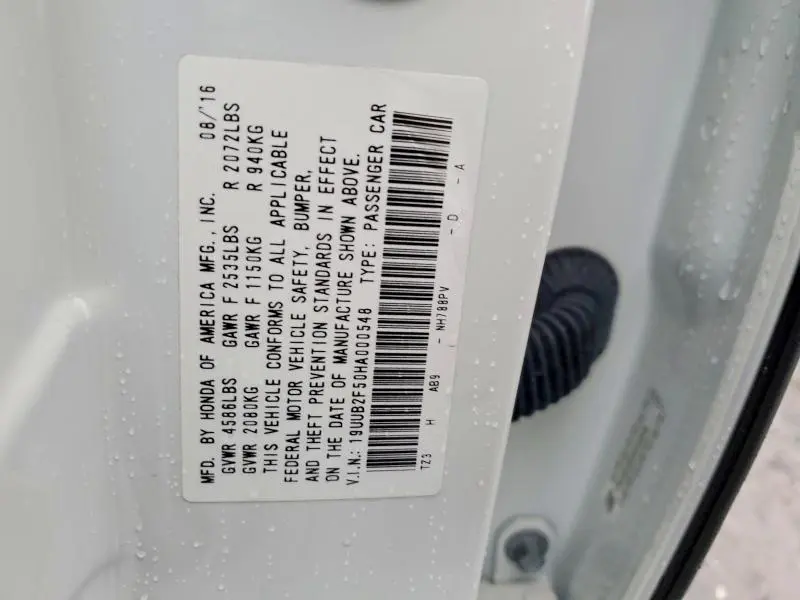 MFD. BY HONDA OF AMERICA MFG., INC. 08/'16
GVWR 4586LBS GAWR F 2535LBS R 2072LBS
GVWR 2080KG GAWR F 1150KG R 940KG
THIS VEHICLE CONFORMS TO ALL APPLICABLE
FEDERAL MOTOR VEHICLE SAFETY, BUMPER,
AND THEFT PREVENTION STANDARDS IN EFFECT
ON THE DATE OF MANUFACTURE SHOWN ABOVE.
V.I.N.: 19UUB2F50HA000548 TYPE: PASSENGER CAR
TZ3 H AB9 - NH788PV - D - A